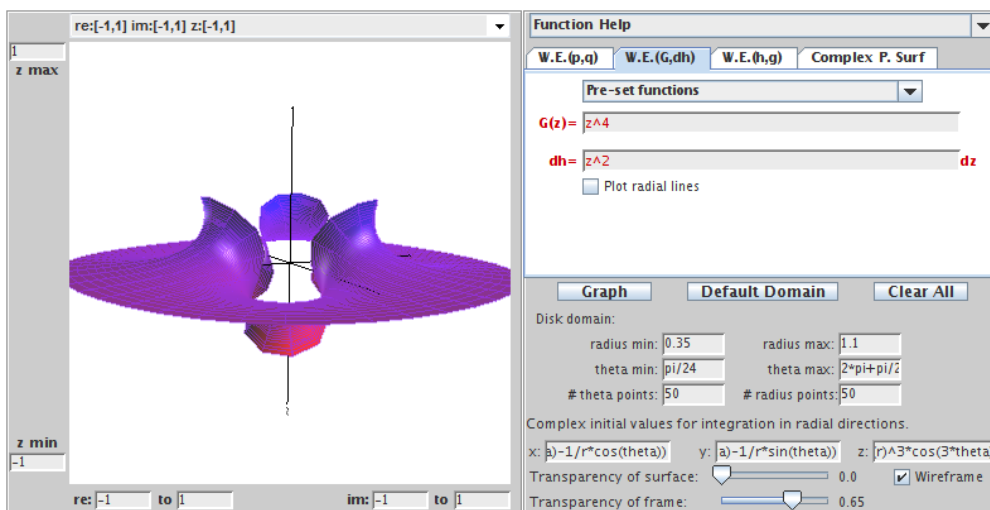 re:[-1,1] im:[-1,1] z:[-1,1]
1
z max
1
z min
-1
re: -1 to 1 im: -1 to 1
Function Help
W.E.(p,q) W.E.(G,dh) W.E.(h,g) Complex P. Surf
Pre-set functions
G(z)= z^4
dh= z^2 dz
Plot radial lines
Graph Default Domain Clear All
Disk domain:
radius min: 0.35 radius max: 1.1
theta min: pi/24 theta max: 2*pi+pi/2
# theta points: 50 # radius points: 50
Complex initial values for integration in radial directions.
x: a)-1/r*cos(theta)) y: a)-1/r*sin(theta)) z: r)^3*cos(3*theta
Transparency of surface: 0.0 Wireframe
Transparency of frame: 0.65